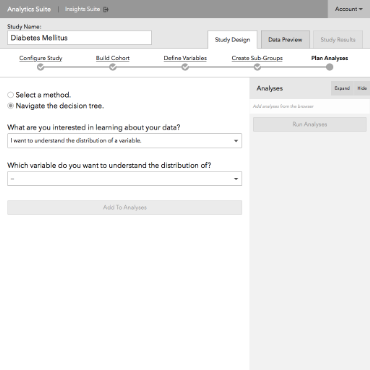 Analytics Suite | Insights Suite Account
Study Name:
Diabetes Mellitus
Study Design Data Preview Study Results
Configure Study Build Cohort Define Variables Create Sub-Groups Plan Analyses
Select a method.
Navigate the decision tree.
Analyses Expand Hide
Add analyses from the browser
Run Analyses
What are you interested in learning about your data?
I want to understand the distribution of a variable.
Which variable do you want to understand the distribution of?
--
Add To Analyses